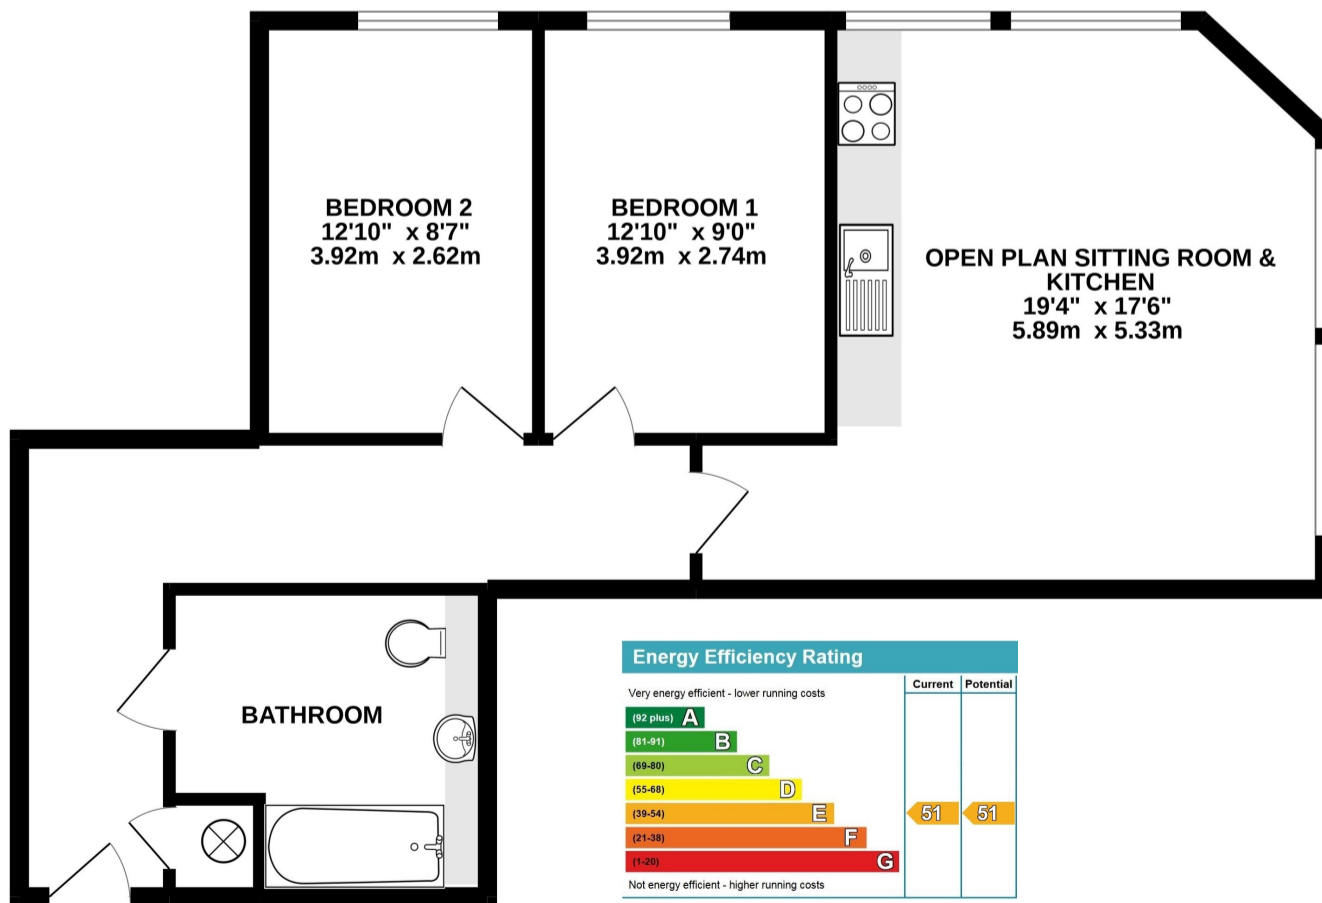 BEDROOM 2
12'10" x 8'7"
3.92m x 2.62m
BEDROOM 1
12'10" x 9'0"
3.92m x 2.74m
OPEN PLAN SITTING ROOM &
KITCHEN
19'4" x 17'6"
5.89m x 5.33m
BATHROOM
Energy Efficiency Rating
Current Potential
Very energy efficient - lower running costs
(92 plus) A
(81-91) B
(69-80) C
(55-68) D
(39-54) E 51 51
(21-38) F
(1-20) G
Not energy efficient - higher running costs